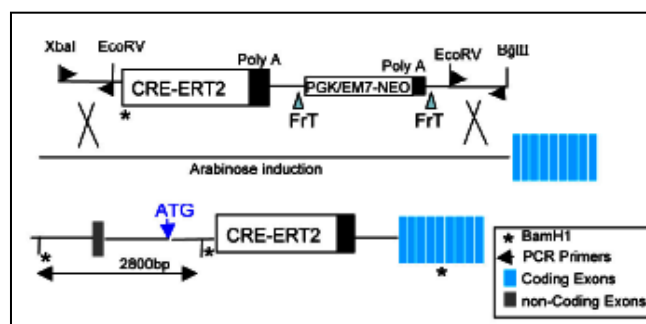 XbaI EcoRV Poly A Poly A EcoRV BglII
CRE-ERT2 PGK/EM7-NEO
*
FrT FrT
Arabinose induction
ATG
CRE-ERT2
* *
2800bp
*
* BamH1
PCR Primers
Coding Exons
non-Coding Exons